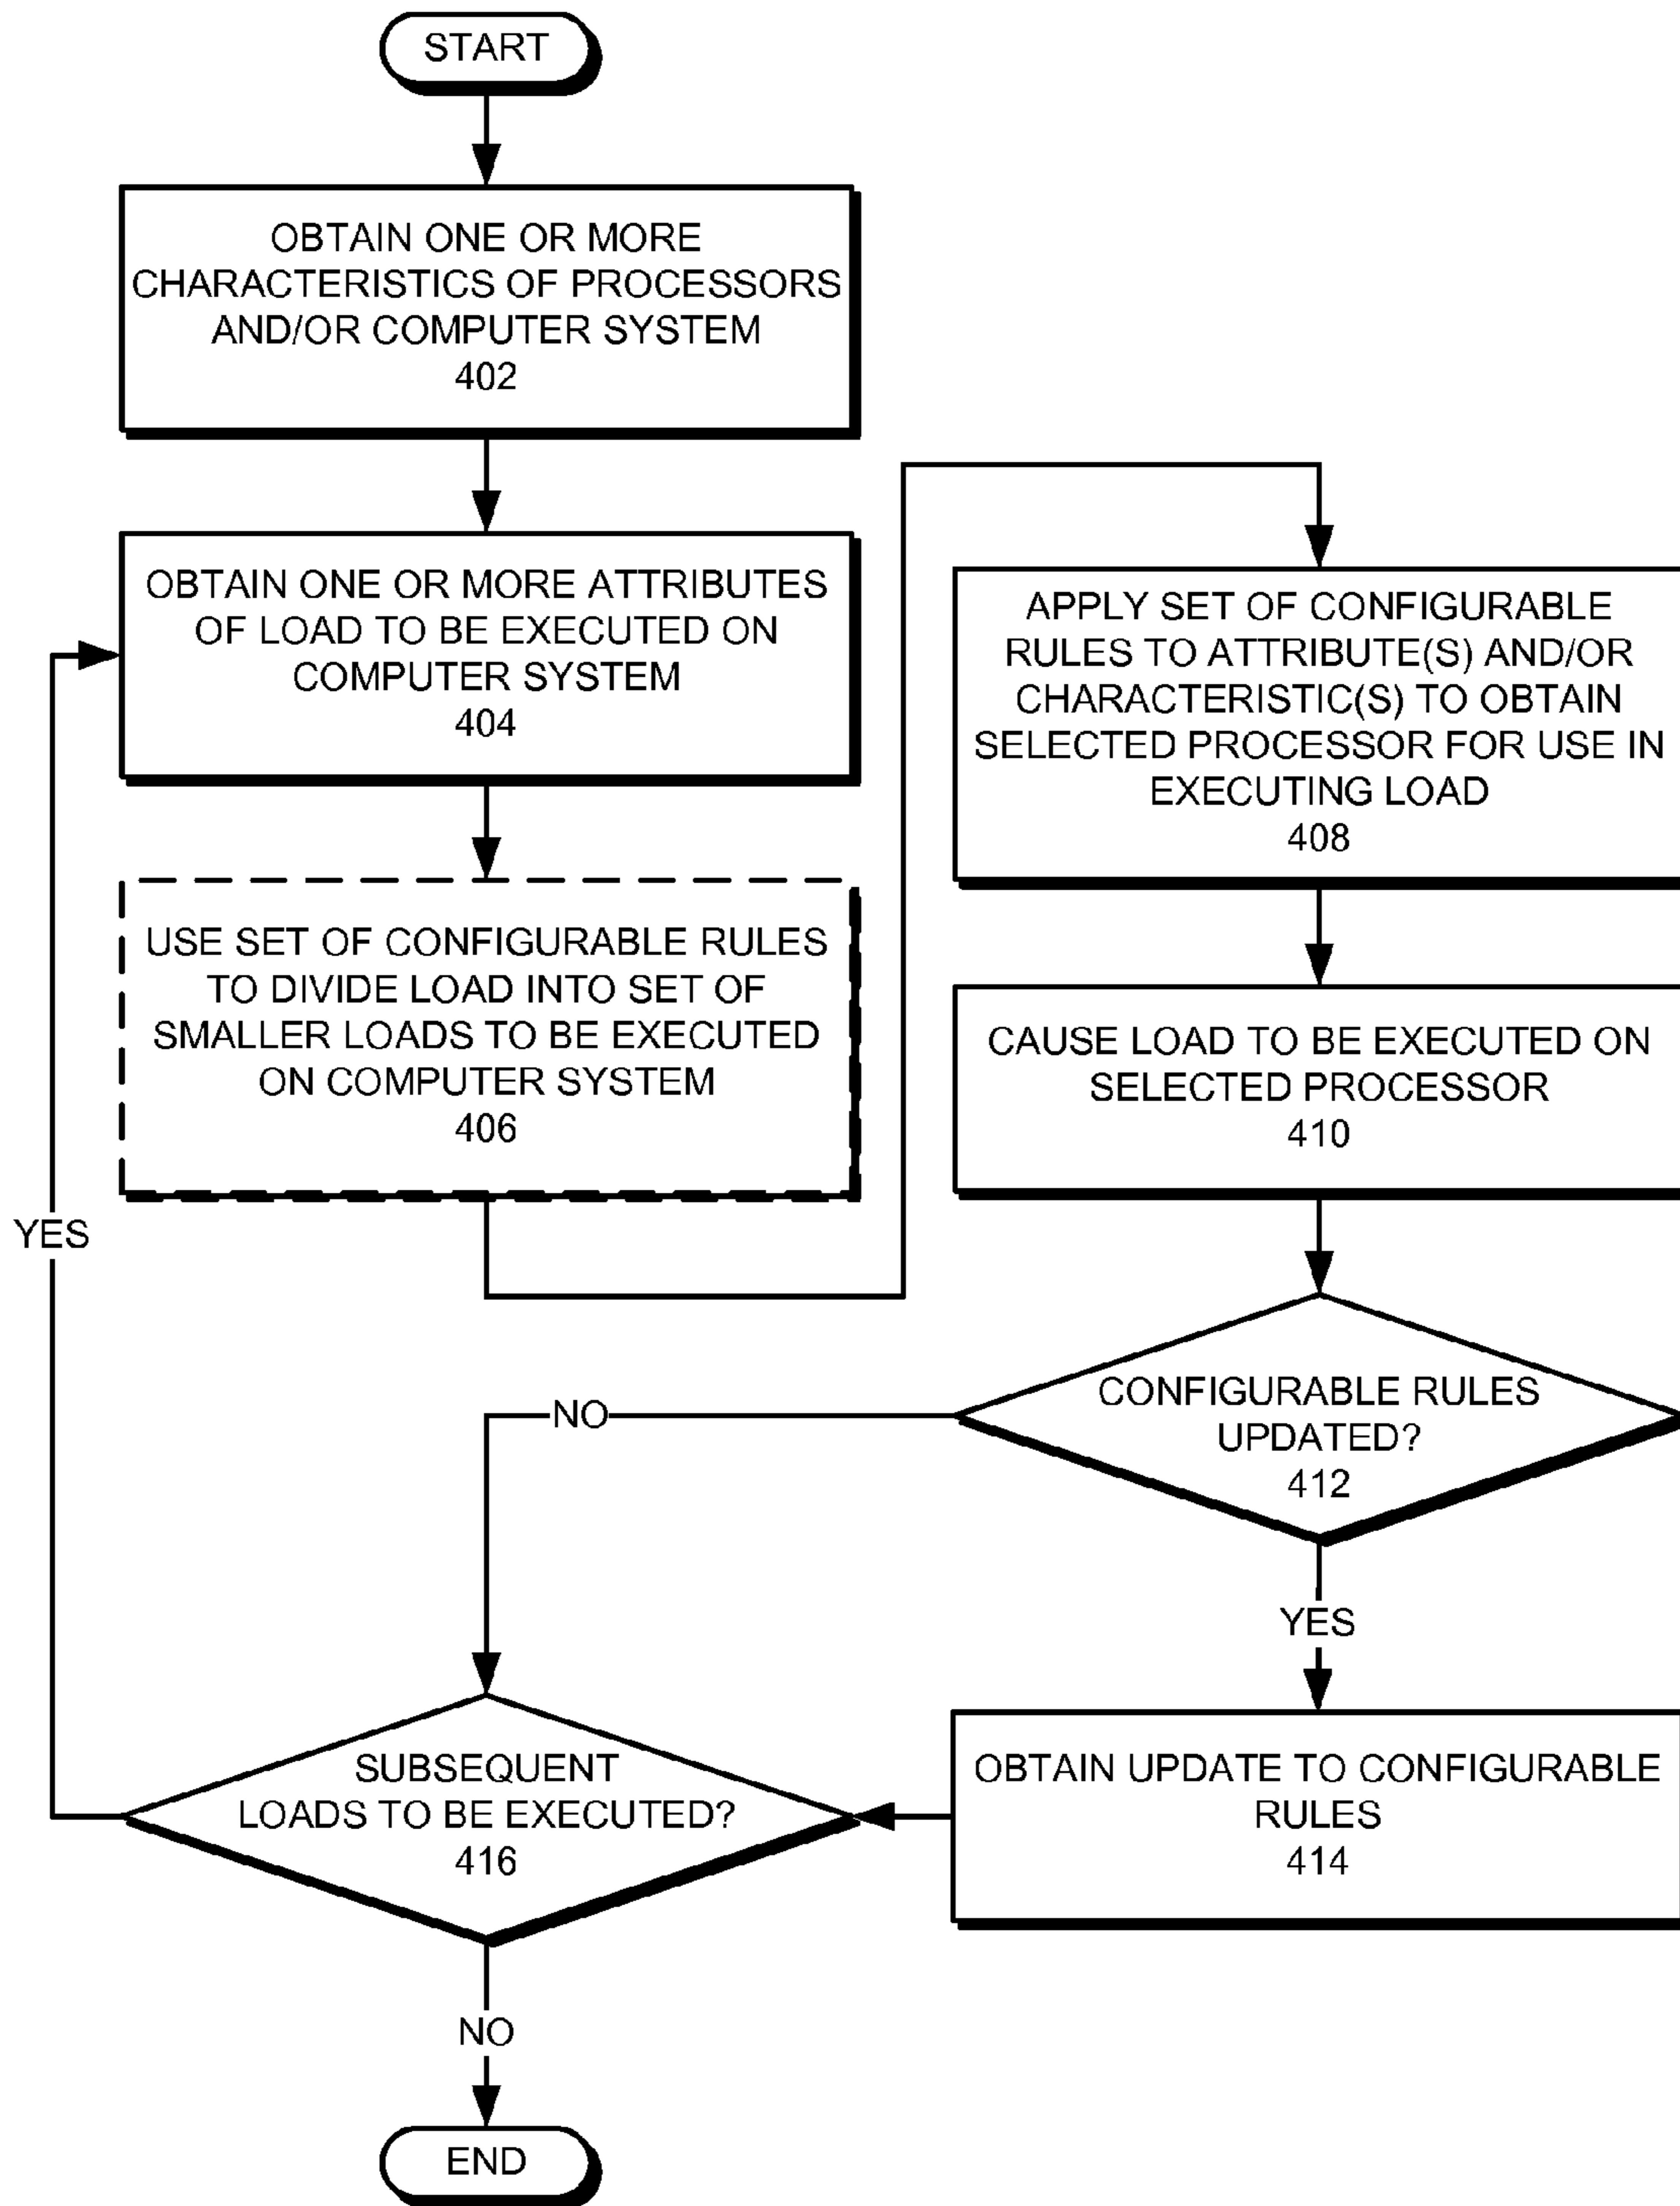 START
OBTAIN ONE OR MORE
CHARACTERISTICS OF PROCESSORS
AND/OR COMPUTER SYSTEM
402
OBTAIN ONE OR MORE ATTRIBUTES
OF LOAD TO BE EXECUTED ON
COMPUTER SYSTEM
404
USE SET OF CONFIGURABLE RULES
TO DIVIDE LOAD INTO SET OF
SMALLER LOADS TO BE EXECUTED
ON COMPUTER SYSTEM
406
APPLY SET OF CONFIGURABLE
RULES TO ATTRIBUTE(S) AND/OR
CHARACTERISTIC(S) TO OBTAIN
SELECTED PROCESSOR FOR USE IN
EXECUTING LOAD
408
CAUSE LOAD TO BE EXECUTED ON
SELECTED PROCESSOR
410
CONFIGURABLE RULES
UPDATED?
412
NO
YES
OBTAIN UPDATE TO CONFIGURABLE
RULES
414
SUBSEQUENT
LOADS TO BE EXECUTED?
416
YES
NO
END